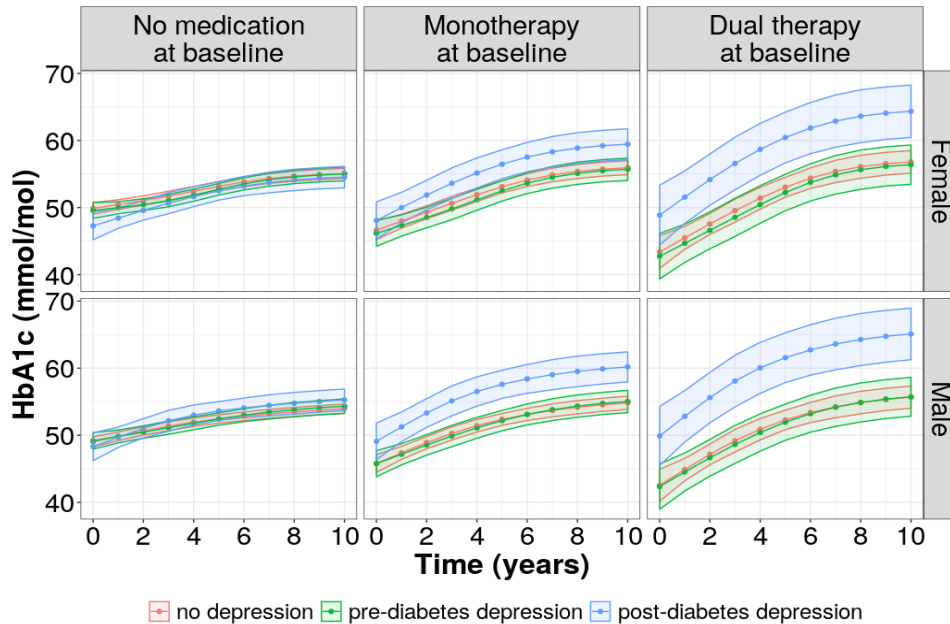 No medication
at baseline
Monotherapy
at baseline
Dual therapy
at baseline
HbA1c (mmol/mol)
70
60
50
40
Female
70
60
50
40
Male
0 2 4 6 8 10 0 2 4 6 8 10 0 2 4 6 8 10
Time (years)
no depression pre-diabetes depression post-diabetes depression